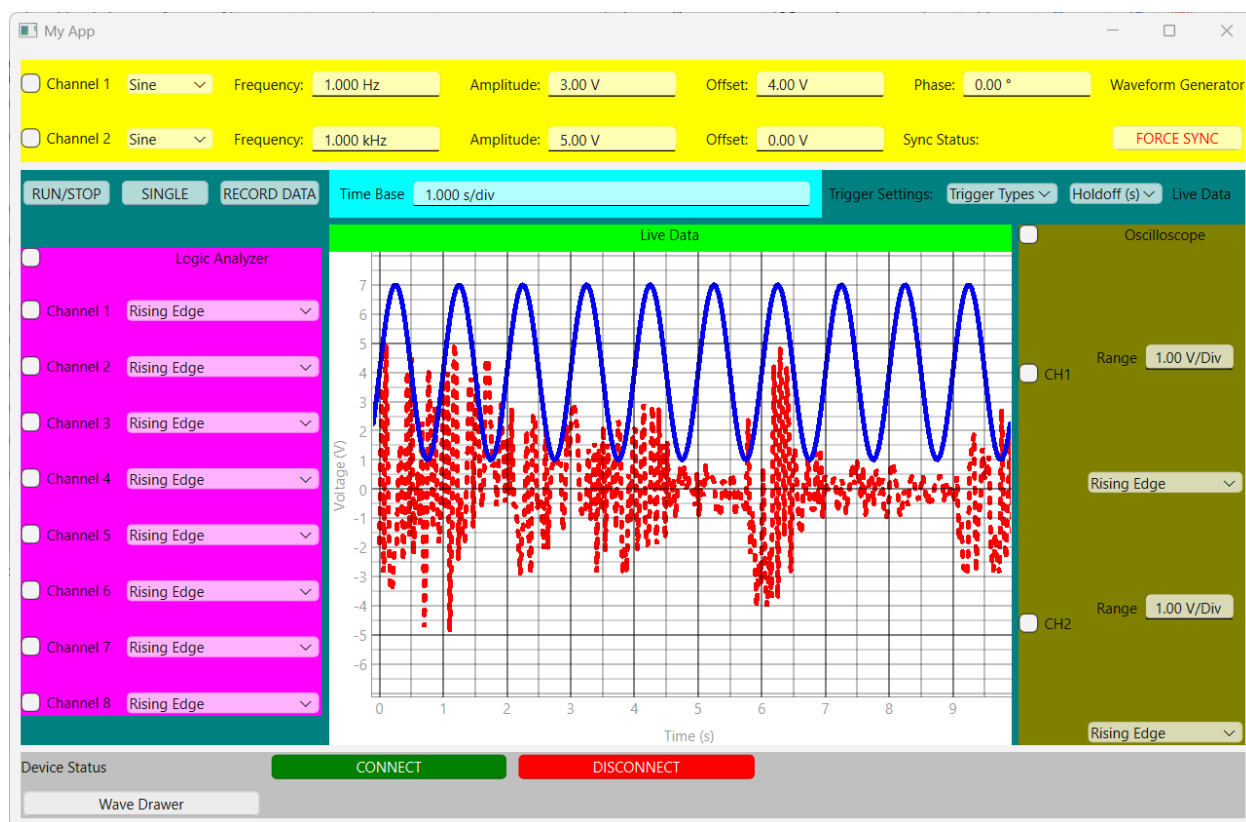 My App
Channel 1 Sine Frequency: 1.000 Hz Amplitude: 3.00 V Offset: 4.00 V Phase: 0.00 ° Waveform Generator
Channel 2 Sine Frequency: 1.000 kHz Amplitude: 5.00 V Offset: 0.00 V Sync Status: FORCE SYNC
RUN/STOP SINGLE RECORD DATA Time Base 1.000 s/div Trigger Settings: Trigger Types Holdoff (s) Live Data
Logic Analyzer
Channel 1 Rising Edge
Channel 2 Rising Edge
Channel 3 Rising Edge
Channel 4 Rising Edge
Channel 5 Rising Edge
Channel 6 Rising Edge
Channel 7 Rising Edge
Channel 8 Rising Edge
Live Data
Voltage (V)
7
6
5
4
3
2
1
0
-1
-2
-3
-4
-5
-6
0 1 2 3 4 5 6 7 8 9
Time (s)
Oscilloscope
Range 1.00 V/Div
CH1
Rising Edge
Range 1.00 V/Div
CH2
Rising Edge
Device Status CONNECT DISCONNECT
Wave Drawer